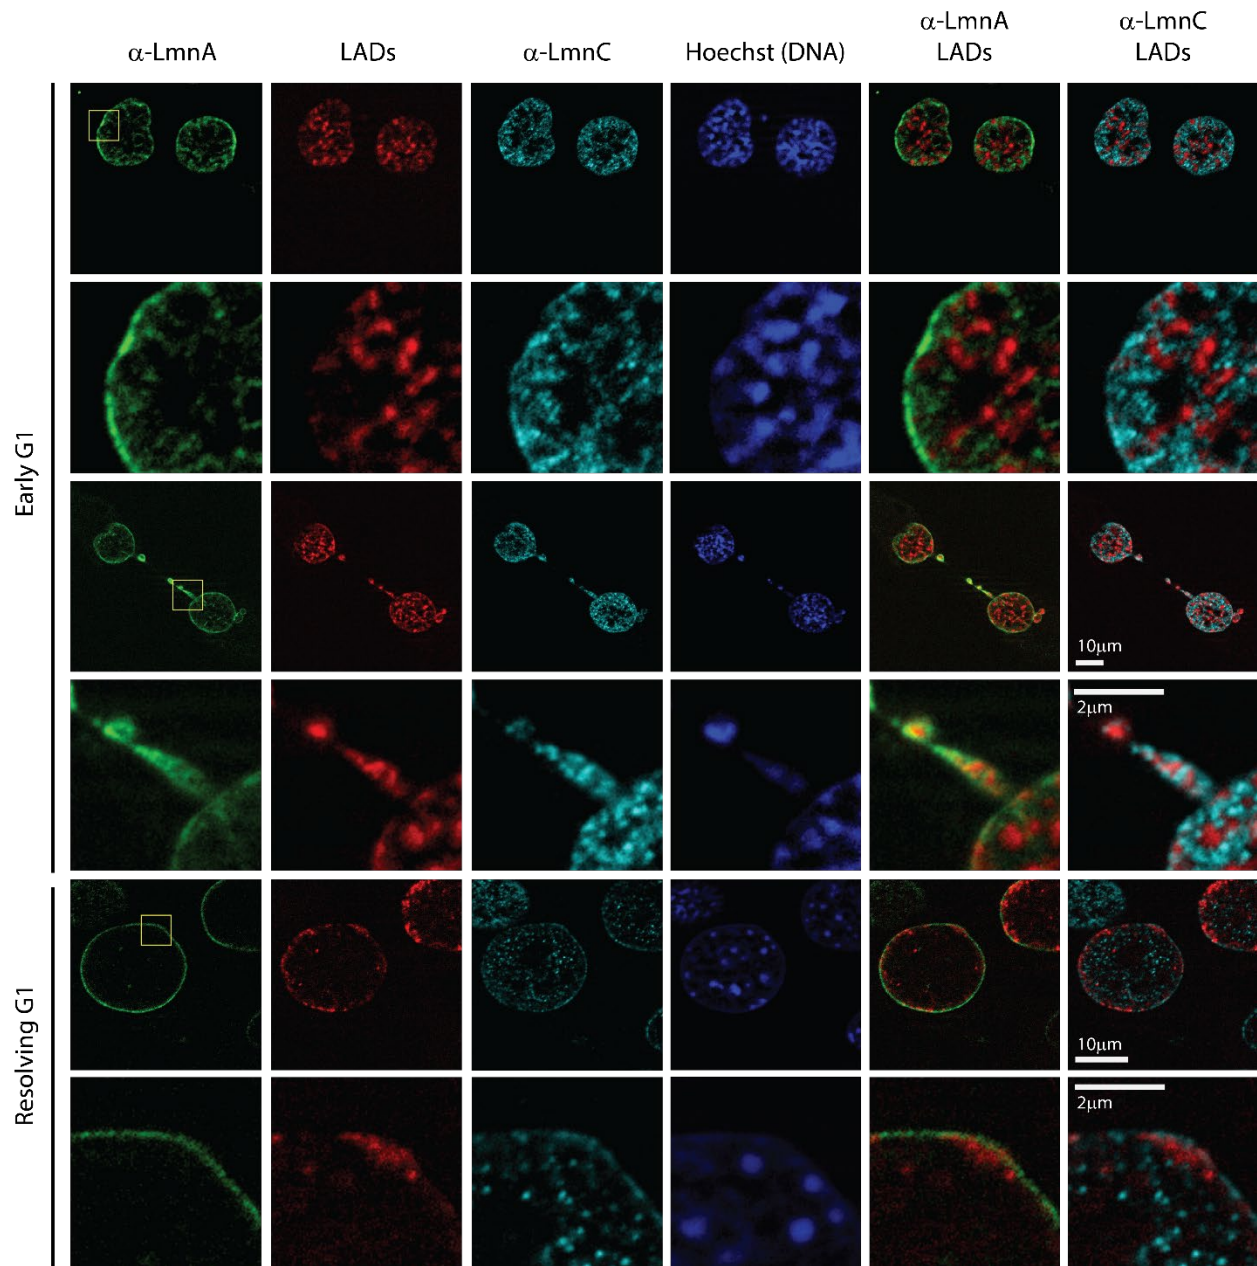 α-LmnA
LADs
α-LmnC
Hoechst (DNA)
α-LmnA
LADs
α-LmnC
LADs
Early G1
10μm
2μm
Resolving G1
10μm
2μm